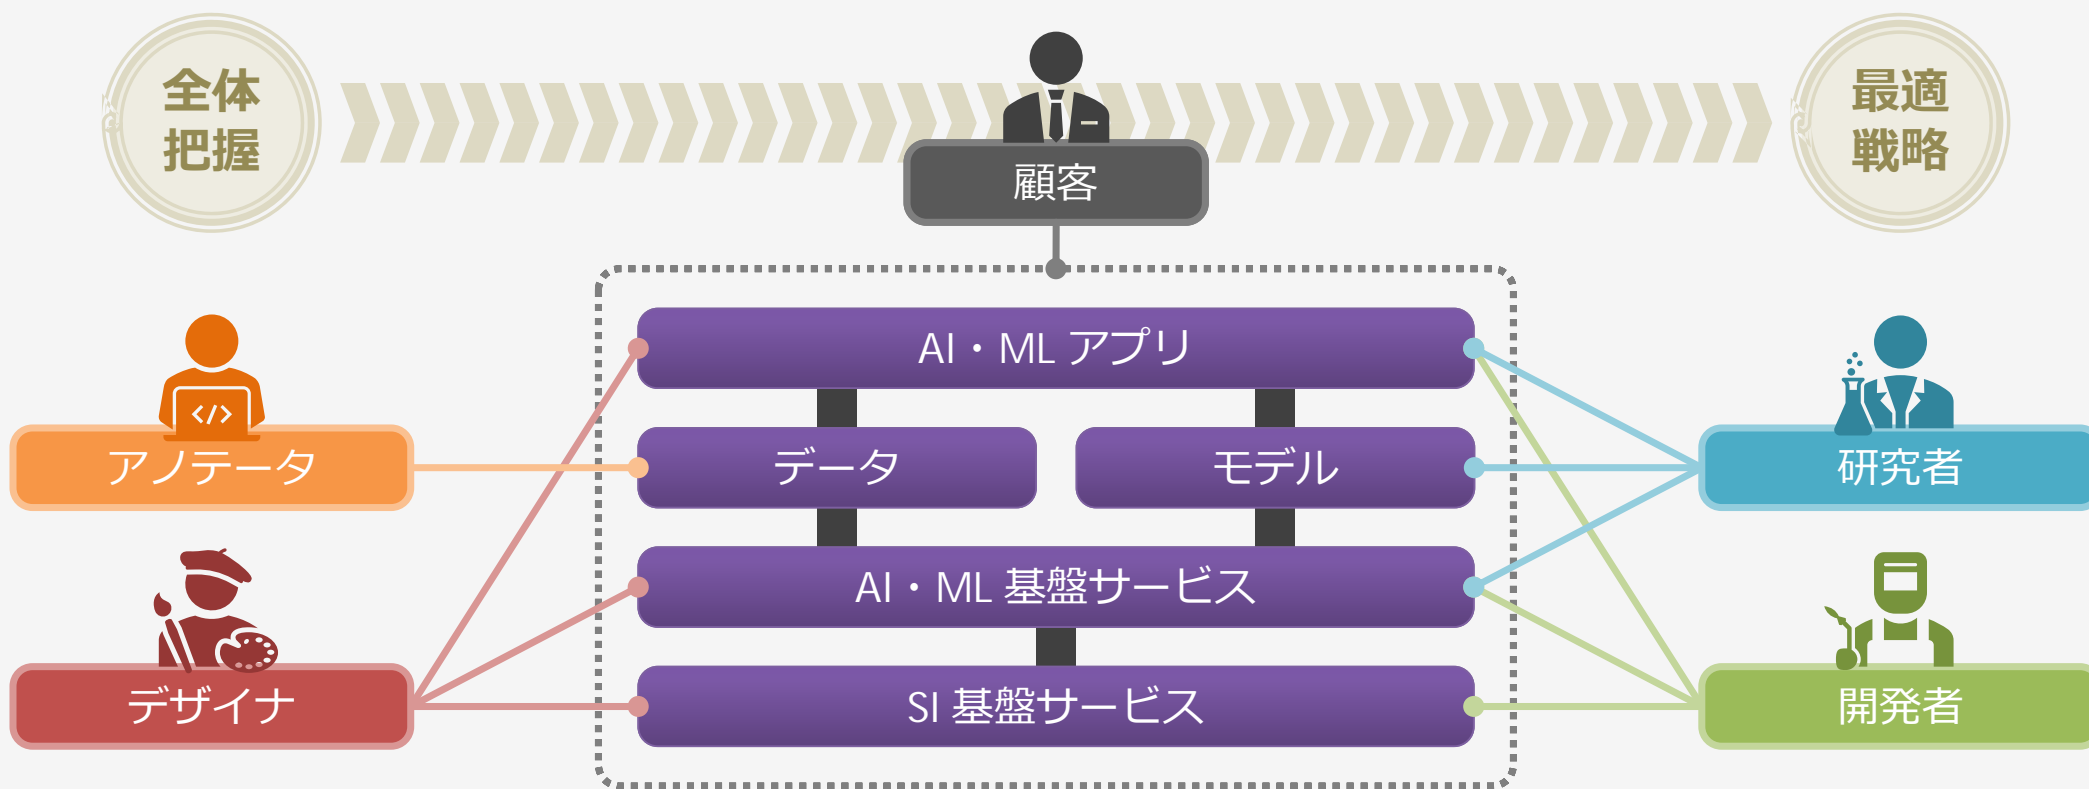 全体
把握
最適
戦略
顧客
AI・ML アプリ
アノテータ
データ
モデル
研究者
AI・ML 基盤サービス
デザイナ
SI 基盤サービス
開発者